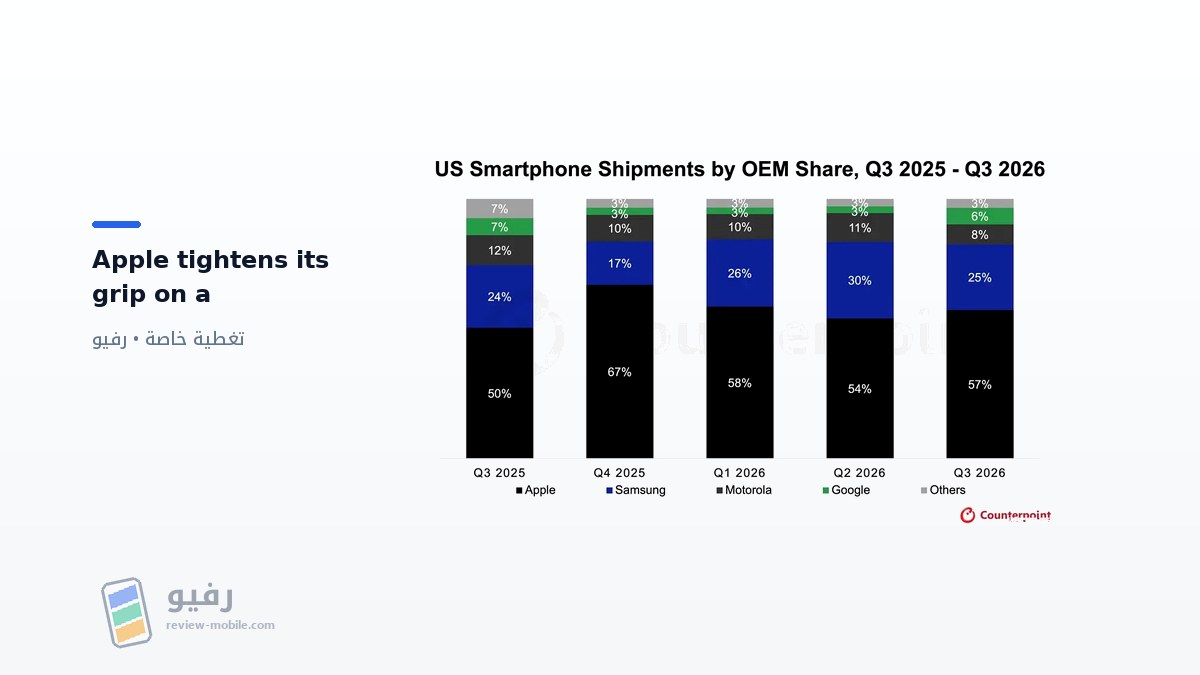 US Smartphone Shipments by OEM Share, Q3 2025 - Q3 2026
Apple tightens its
grip on a
تغطية خاصة • رفيو
7% 3% 3% 3% 3%
7% 3% 3% 3% 6%
12% 10% 10% 11% 8%
24% 17% 26% 30% 25%
50% 67% 58% 54% 57%
Q3 2025 Q4 2025 Q1 2026 Q2 2026 Q3 2026
Apple Samsung Motorola Google Others
Counterpoint
رفيو
review-mobile.com